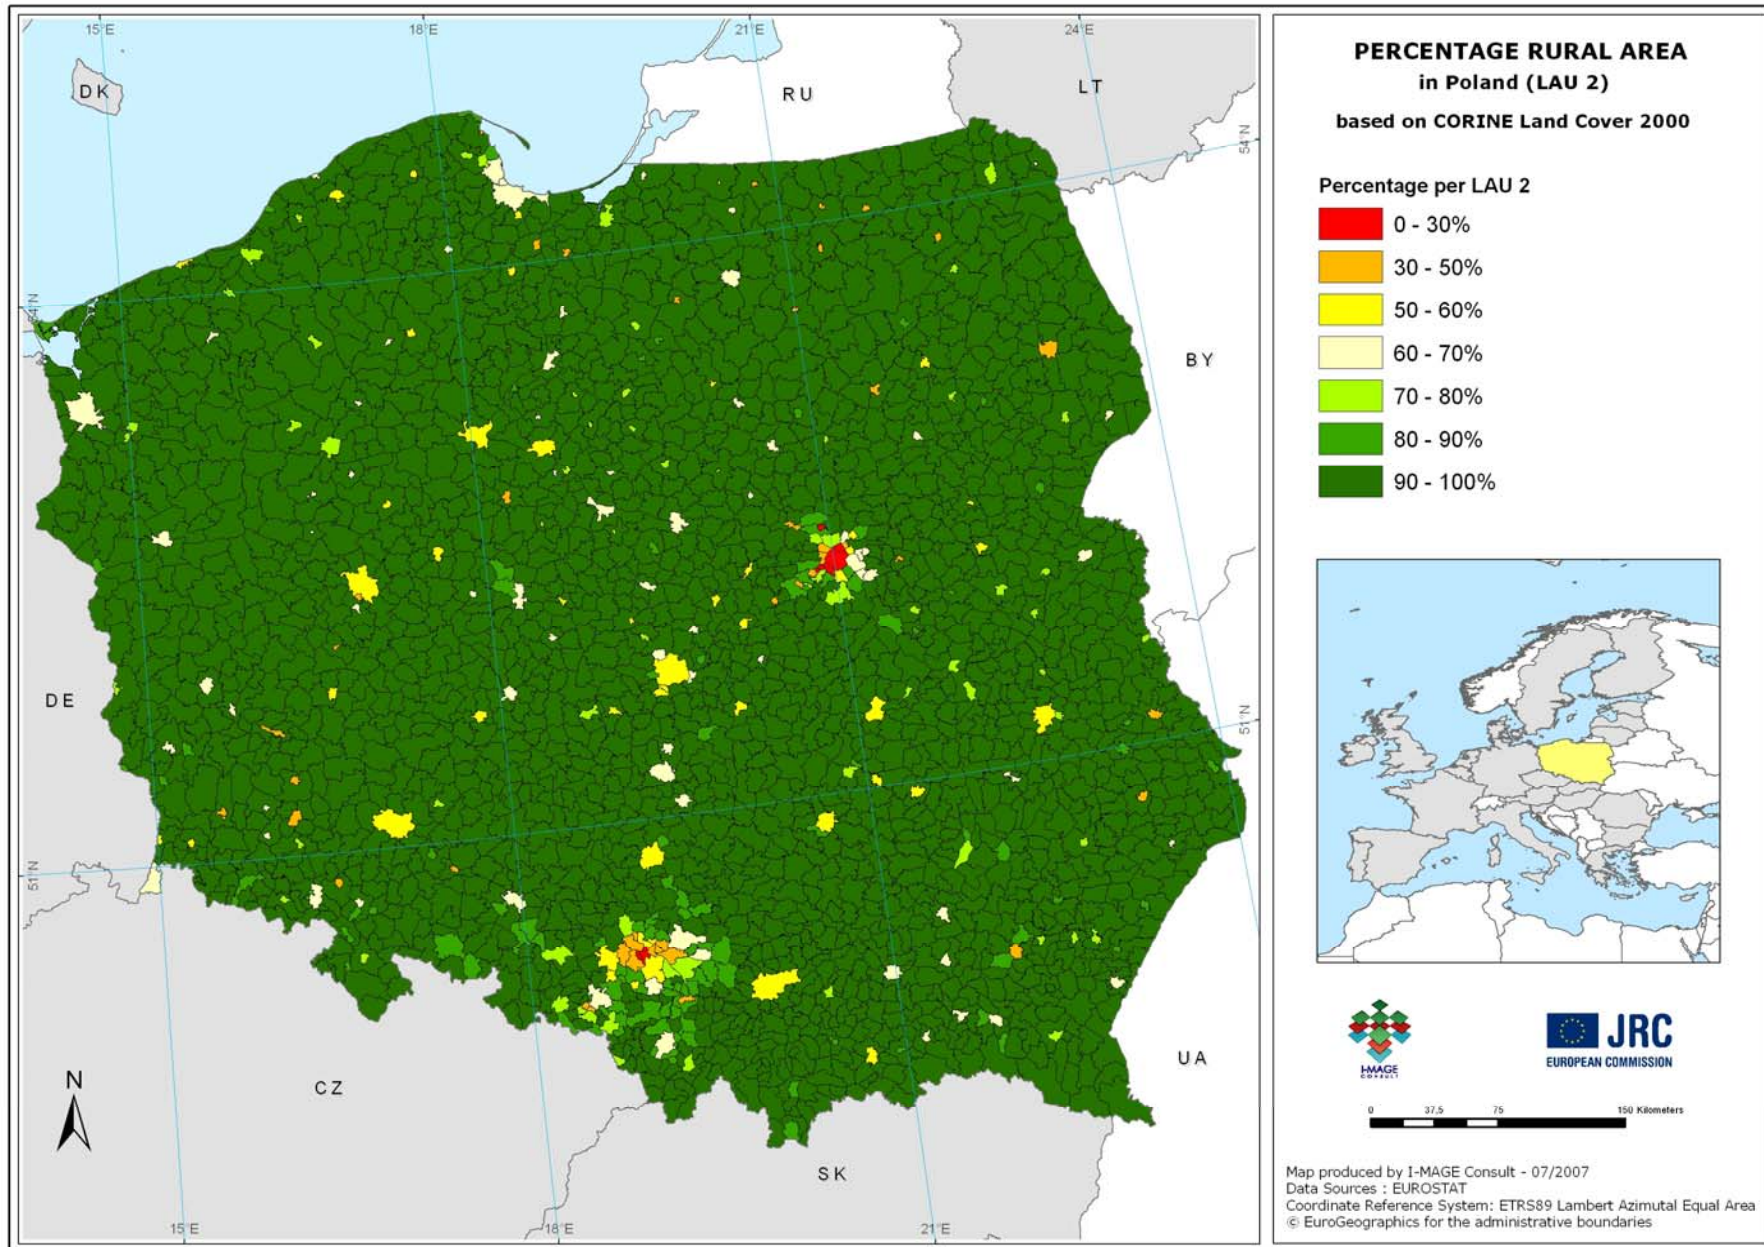 15°E
18°E
21°E
24°E
DK
RU
LT
54°N
54°N
BY
DE
51°N
51°N
UA
CZ
SK
N
15°E
18°E
21°E
PERCENTAGE RURAL AREA
in Poland (LAU 2)
based on CORINE Land Cover 2000
Percentage per LAU 2
0 - 30%
30 - 50%
50 - 60%
60 - 70%
70 - 80%
80 - 90%
90 - 100%
I-MAGE
CONSULT
JRC
EUROPEAN COMMISSION
0 37,5 75 150 Kilometers
Map produced by I-MAGE Consult - 07/2007
Data Sources : EUROSTAT
Coordinate Reference System: ETRS89 Lambert Azimutal Equal Area
© EuroGeographics for the administrative boundaries